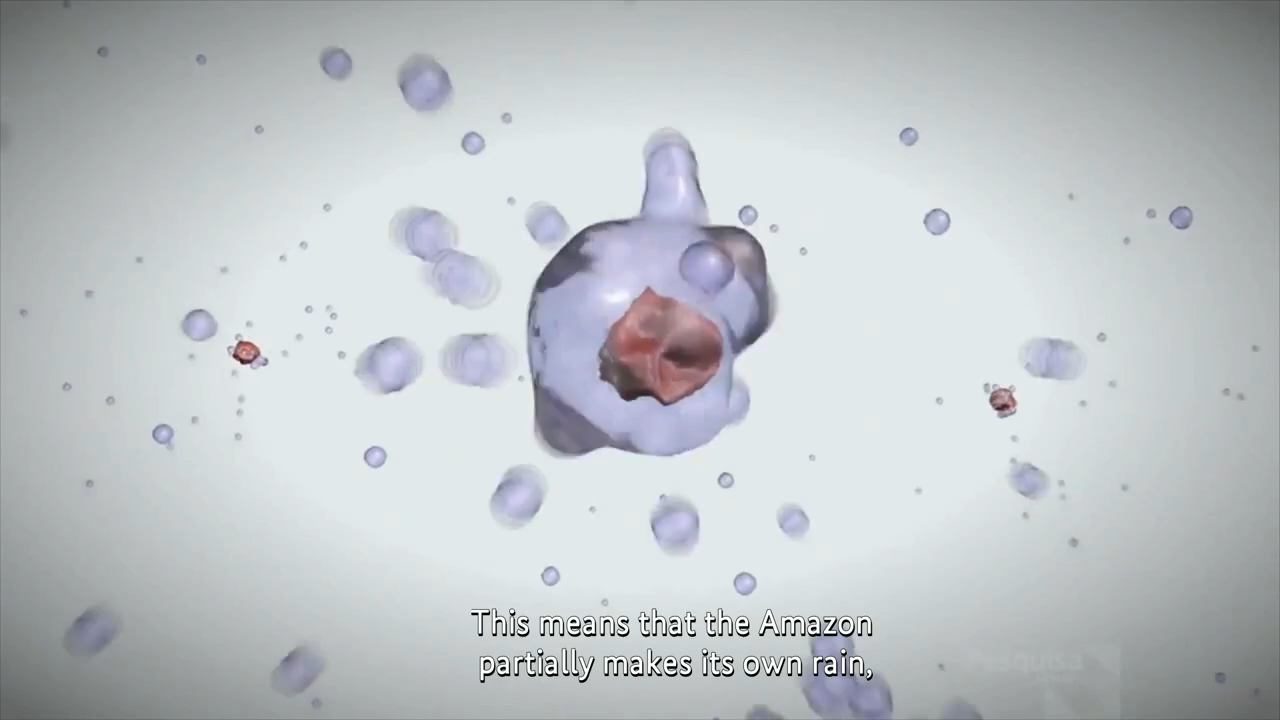 This means that the Amazon
partially makes its own rain,